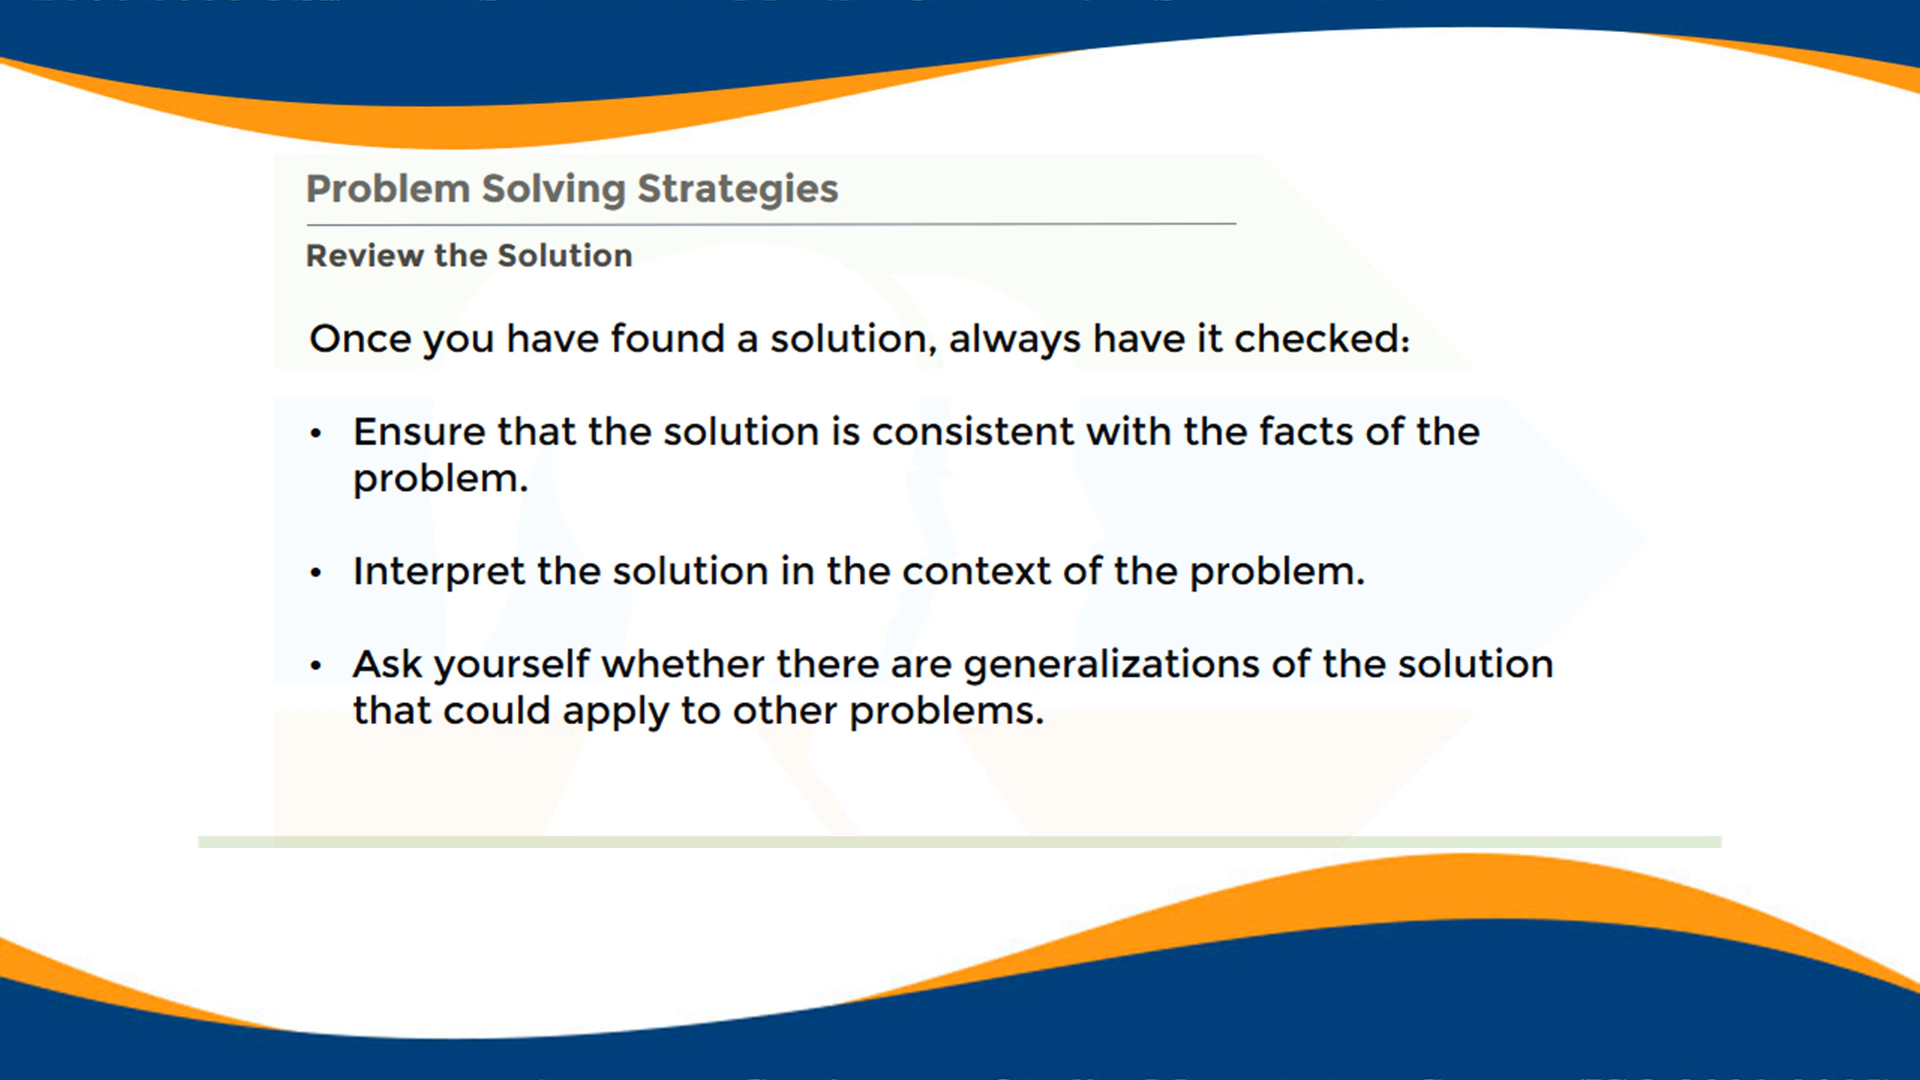 Problem Solving Strategies
Review the Solution
Once you have found a solution, always have it checked:
• Ensure that the solution is consistent with the facts of the
problem.
• Interpret the solution in the context of the problem.
• Ask yourself whether there are generalizations of the solution
that could apply to other problems.